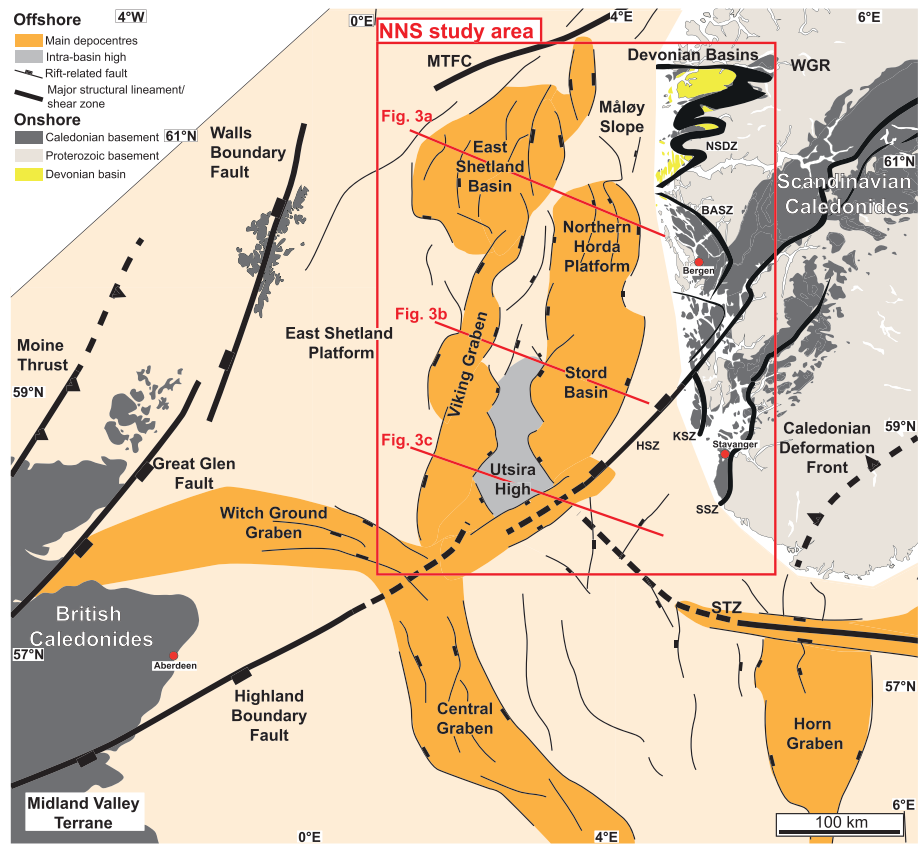 Offshore
Main depocentres
Intra-basin high
Rift-related fault
Major structural lineament/
shear zone
Onshore
Caledonian basement
Proterozoic basement
Devonian basin
4°W
0°E
4°E
6°E
61°N
NNS study area
MTFC
Devonian Basins
WGR
Måløy
Slope
Fig. 3a
Walls
Boundary
Fault
East
Shetland
Basin
NSDZ
61°N
Scandinavian
Caledonides
BASZ
Northern
Horda
Platform
Bergen
Fig. 3b
East Shetland
Platform
Viking Graben
Moine
Thrust
59°N
Stord
Basin
Fig. 3c
HSZ
KSZ
Stavanger
59°N
Caledonian
Deformation
Front
Great Glen
Fault
Utsira
High
SSZ
Witch Ground
Graben
British
Caledonides
STZ
57°N
Aberdeen
57°N
Highland
Boundary
Fault
Central
Graben
Horn
Graben
Midland Valley
Terrane
6°E
100 km
0°E
4°E